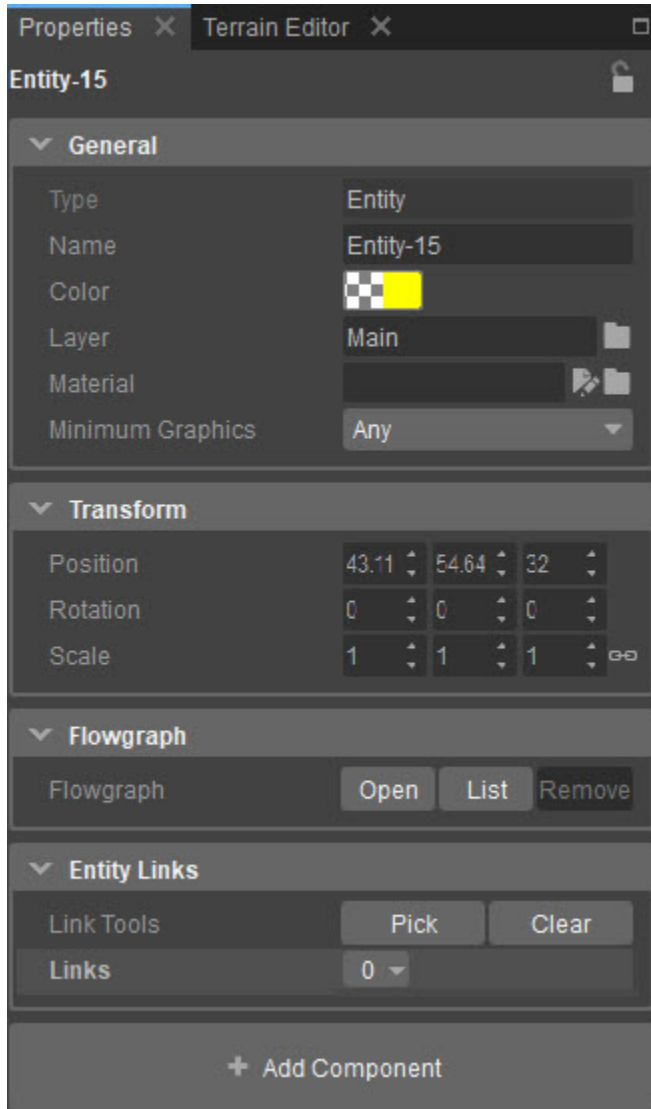 Properties Terrain Editor
Entity-15
General
Type Entity
Name Entity-15
Color
Layer Main
Material
Minimum Graphics Any
Transform
Position 43.11 54.64 32
Rotation 0 0 0
Scale 1 1 1
Flowgraph
Flowgraph Open List Remove
Entity Links
Link Tools Pick Clear
Links 0
+ Add Component